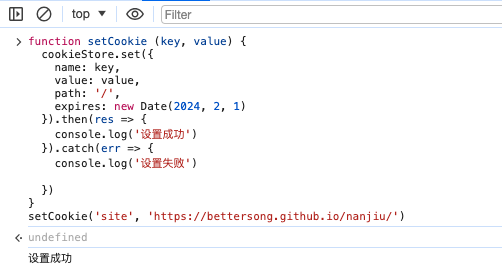 top
Filter
function setCookie (key, value) {
cookieStore.set({
name: key,
value: value,
path: '/',
expires: new Date(2024, 2, 1)
}).then(res => {
console.log('设置成功')
}).catch(err => {
console.log('设置失败')
})
}
setCookie('site', 'https://bettersong.github.io/nanjiu/')
undefined
设置成功